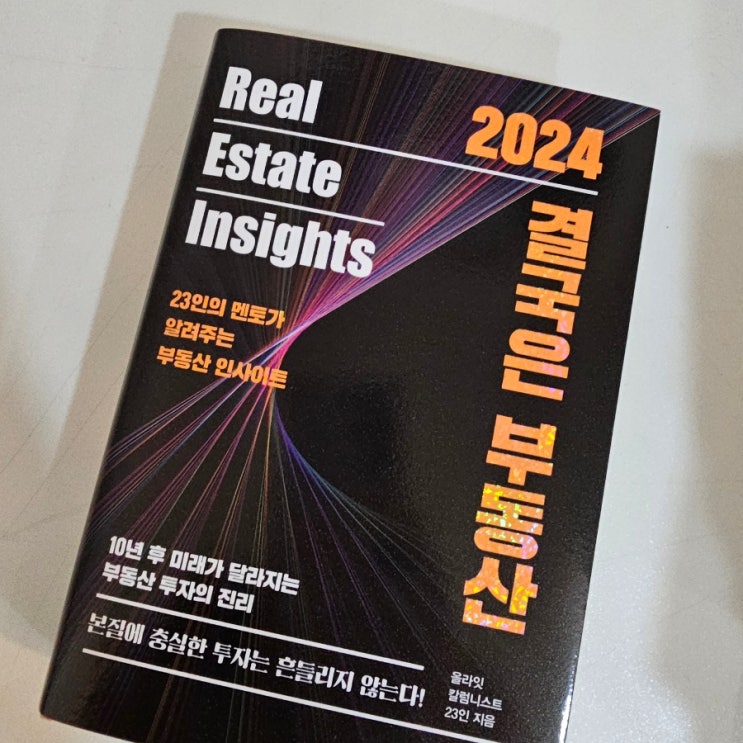 Real
Estate
Insights
2024
결국은 부동산
23인의 멘토가
알려주는
부동산 인사이트
10년 후 미래가 달라지는
부동산 투자의 진리
본질에 충실한 투자는 흔들리지 않는다!
올라잇
칼럼니스트
23인 지음